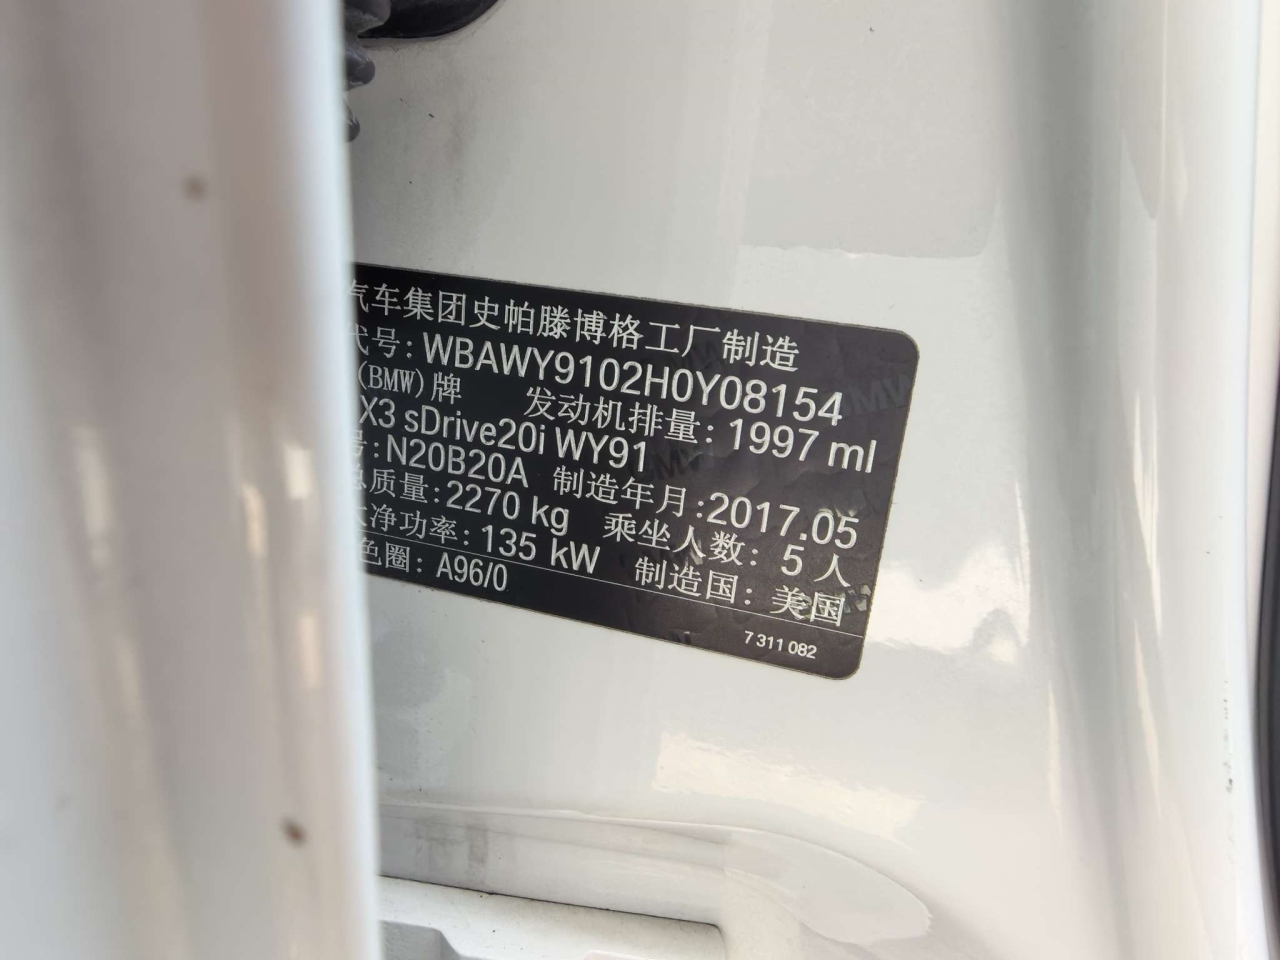 汽车集团史帕滕博格工厂制造
代号: WBAWY9102H0Y08154
(BMW)牌 发动机排量: 1997 ml
X3 sDrive20i WY91
号: N20B20A 制造年月: 2017.05
总质量: 2270 kg 乘坐人数: 5 人
大净功率: 135 kW 制造国: 美国
色圈: A96/0
7 311 082